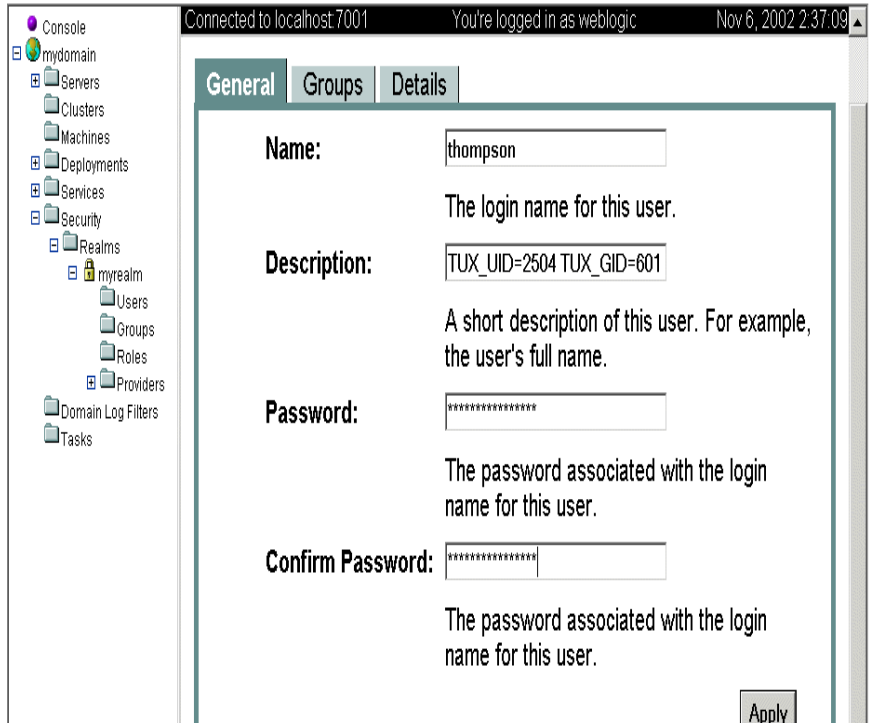 Console
mydomain
Servers
Clusters
Machines
Deployments
Services
Security
Realms
myrealm
Users
Groups
Roles
Providers
Domain Log Filters
Tasks
Connected to localhost:7001 You're logged in as weblogic Nov 6, 2002 2:37:09
General Groups Details
Name: thompson
The login name for this user.
Description: TUX_UID=2504 TUX_GID=601
A short description of this user. For example,
the user's full name.
Password: ***************
The password associated with the login
name for this user.
Confirm Password: ***************
The password associated with the login
name for this user.
Apply